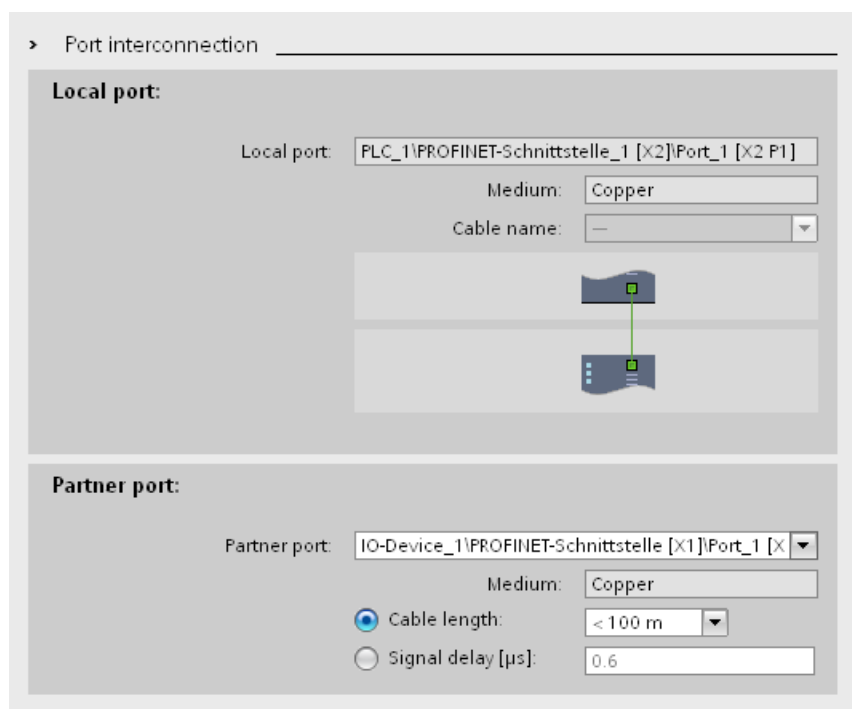 Port interconnection
Local port:
Local port: PLC_1\PROFINET-Schnittstelle_1 [X2]\Port_1 [X2 P1]
Medium: Copper
Cable name: —
Partner port:
Partner port: IO-Device_1\PROFINET-Schnittstelle [X1]\Port_1 [X
Medium: Copper
Cable length: <100 m
Signal delay [µs]: 0.6